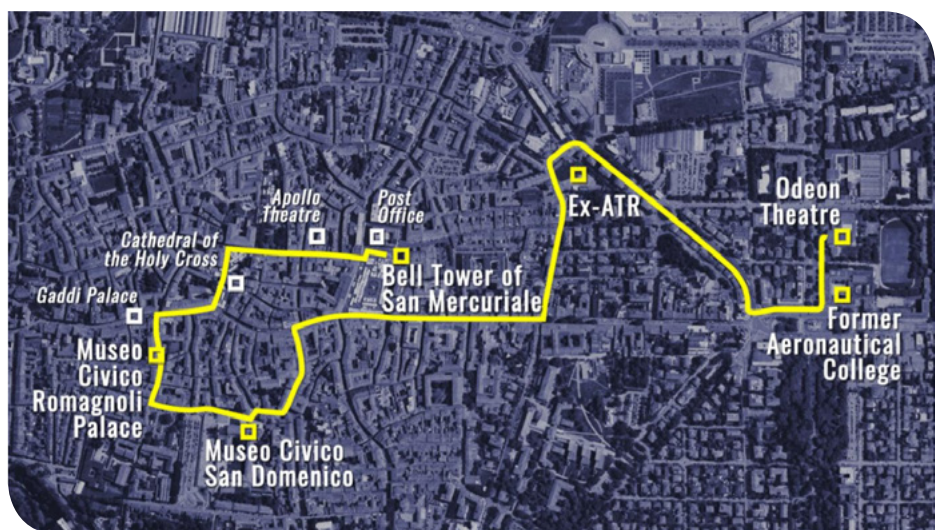 Apollo
Theatre
Post
Office
Cathedral of
the Holy Cross
Gaddi Palace
Museo
Civico
Romagnoli
Palace
Museo Civico
San Domenico
Bell Tower of
San Mercuriale
Ex-ATR
Odeon
Theatre
Former
Aeronautical
College